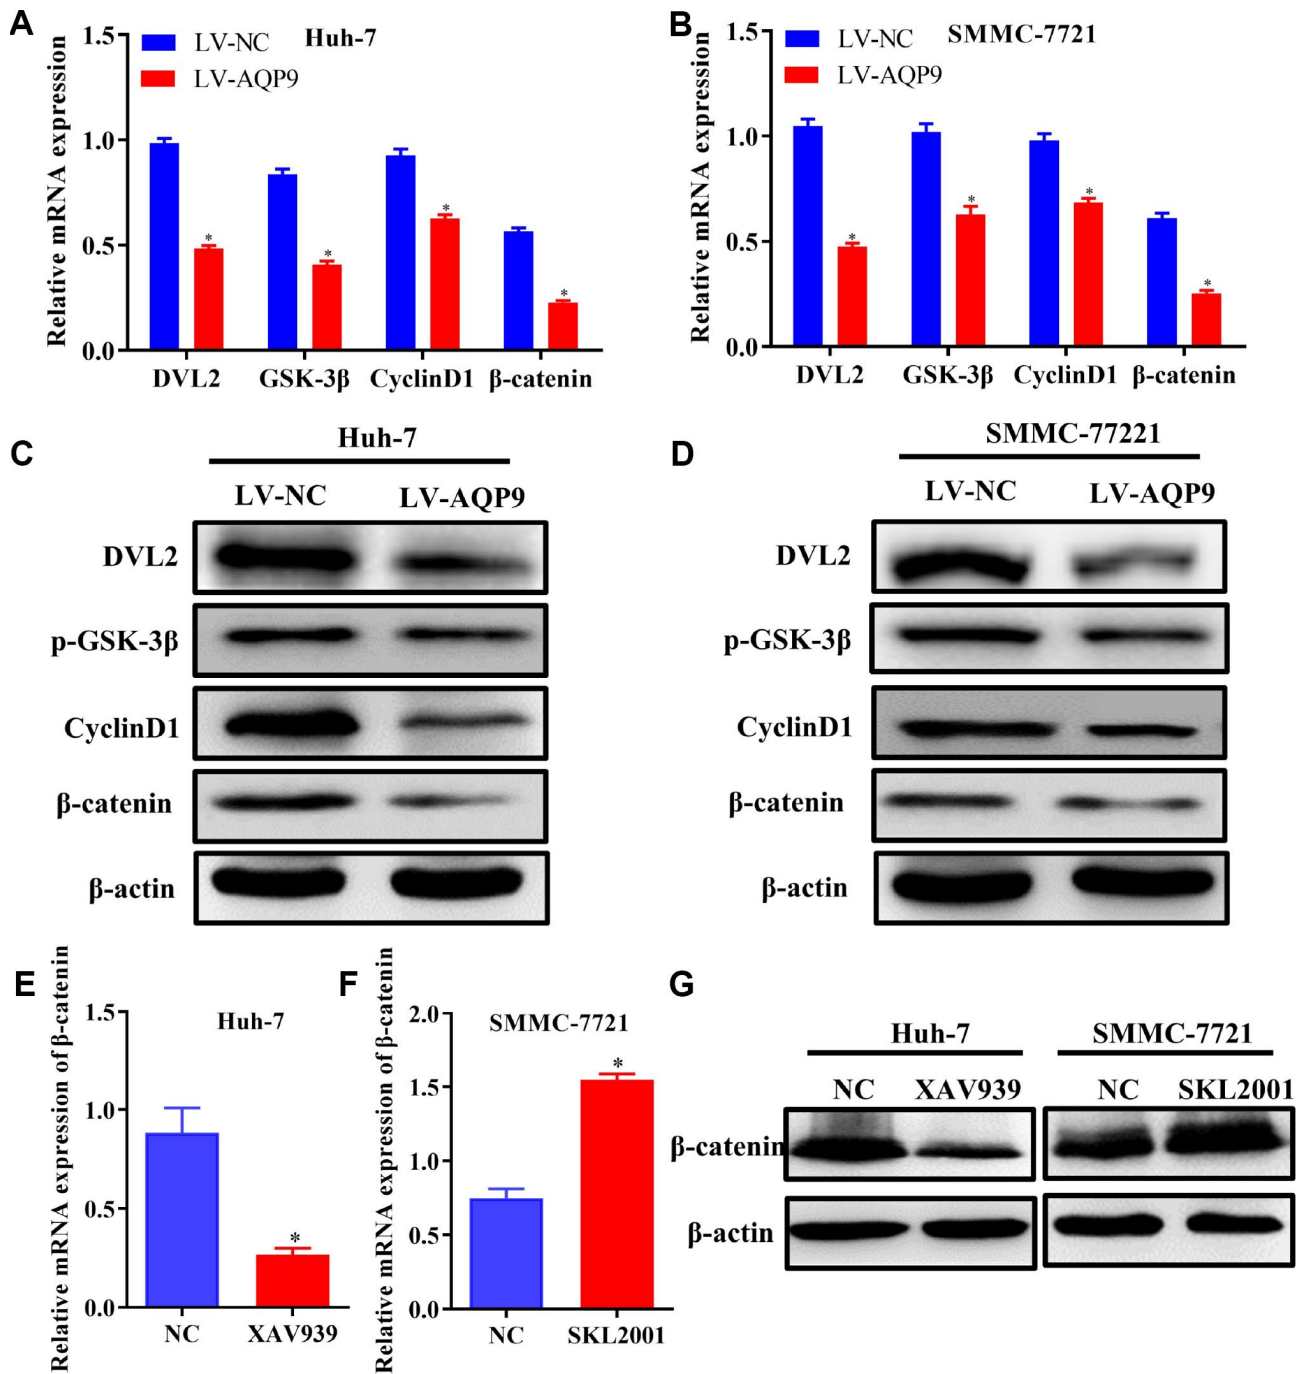 A
Relative mRNA expression
1.5
1.0
0.5
0.0
LV-NC
LV-AQP9
Huh-7
*
*
*
*
DVL2 GSK-3β CyclinD1 β-catenin
B
Relative mRNA expression
1.5
1.0
0.5
0.0
LV-NC
LV-AQP9
SMMC-7721
*
*
*
*
DVL2 GSK-3β CyclinD1 β-catenin
C
Huh-7
LV-NC LV-AQP9
DVL2
p-GSK-3β
CyclinD1
β-catenin
β-actin
D
SMMC-77221
LV-NC LV-AQP9
DVL2
p-GSK-3β
CyclinD1
β-catenin
β-actin
E
Relative mRNA expression of β-catenin
1.5
1.0
0.5
0.0
Huh-7
*
NC XAV939
F
Relative mRNA expression of β-catenin
2.0
1.5
1.0
0.5
0.0
SMMC-7721
*
NC SKL2001
G
Huh-7 SMMC-7721
NC XAV939 NC SKL2001
β-catenin
β-actin